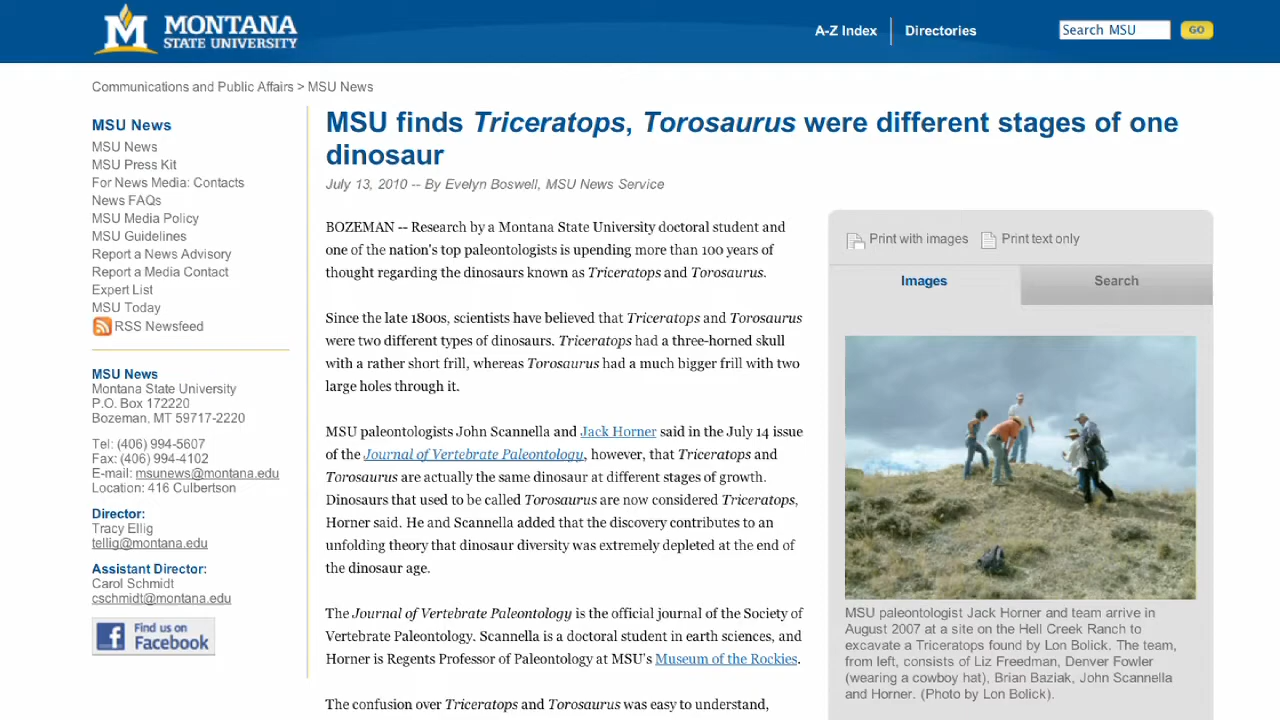 MONTANA
STATE UNIVERSITY
A-Z Index
Directories
Search MSU
GO
Communications and Public Affairs > MSU News
MSU News
MSU News
MSU Press Kit
For News Media: Contacts
News FAQs
MSU Media Policy
MSU Guidelines
Report a News Advisory
Report a Media Contact
Expert List
MSU Today
RSS Newsfeed
MSU News
Montana State University
P.O. Box 172220
Bozeman, MT 59717-2220
Tel: (406) 994-5607
Fax: (406) 994-4102
E-mail: msunews@montana.edu
Location: 416 Culbertson
Director:
Tracy Ellig
tellig@montana.edu
Assistant Director:
Carol Schmidt
cschmidt@montana.edu
Find us on
Facebook
MSU finds Triceratops, Torosaurus were different stages of one
dinosaur
July 13, 2010 -- By Evelyn Boswell, MSU News Service
BOZEMAN -- Research by a Montana State University doctoral student and
one of the nation's top paleontologists is upending more than 100 years of
thought regarding the dinosaurs known as Triceratops and Torosaurus.
Since the late 1800s, scientists have believed that Triceratops and Torosaurus
were two different types of dinosaurs. Triceratops had a three-horned skull
with a rather short frill, whereas Torosaurus had a much bigger frill with two
large holes through it.
MSU paleontologists John Scannella and Jack Horner said in the July 14 issue
of the Journal of Vertebrate Paleontology, however, that Triceratops and
Torosaurus are actually the same dinosaur at different stages of growth.
Dinosaurs that used to be called Torosaurus are now considered Triceratops,
Horner said. He and Scannella added that the discovery contributes to an
unfolding theory that dinosaur diversity was extremely depleted at the end of
the dinosaur age.
The Journal of Vertebrate Paleontology is the official journal of the Society of
Vertebrate Paleontology. Scannella is a doctoral student in earth sciences, and
Horner is Regents Professor of Paleontology at MSU's Museum of the Rockies.
The confusion over Triceratops and Torosaurus was easy to understand,
Print with images
Print text only
Images
Search
MSU paleontologist Jack Horner and team arrive in
August 2007 at a site on the Hell Creek Ranch to
excavate a Triceratops found by Lon Bolick. The team,
from left, consists of Liz Freedman, Denver Fowler
(wearing a cowboy hat), Brian Baziak, John Scannella
and Horner. (Photo by Lon Bolick).